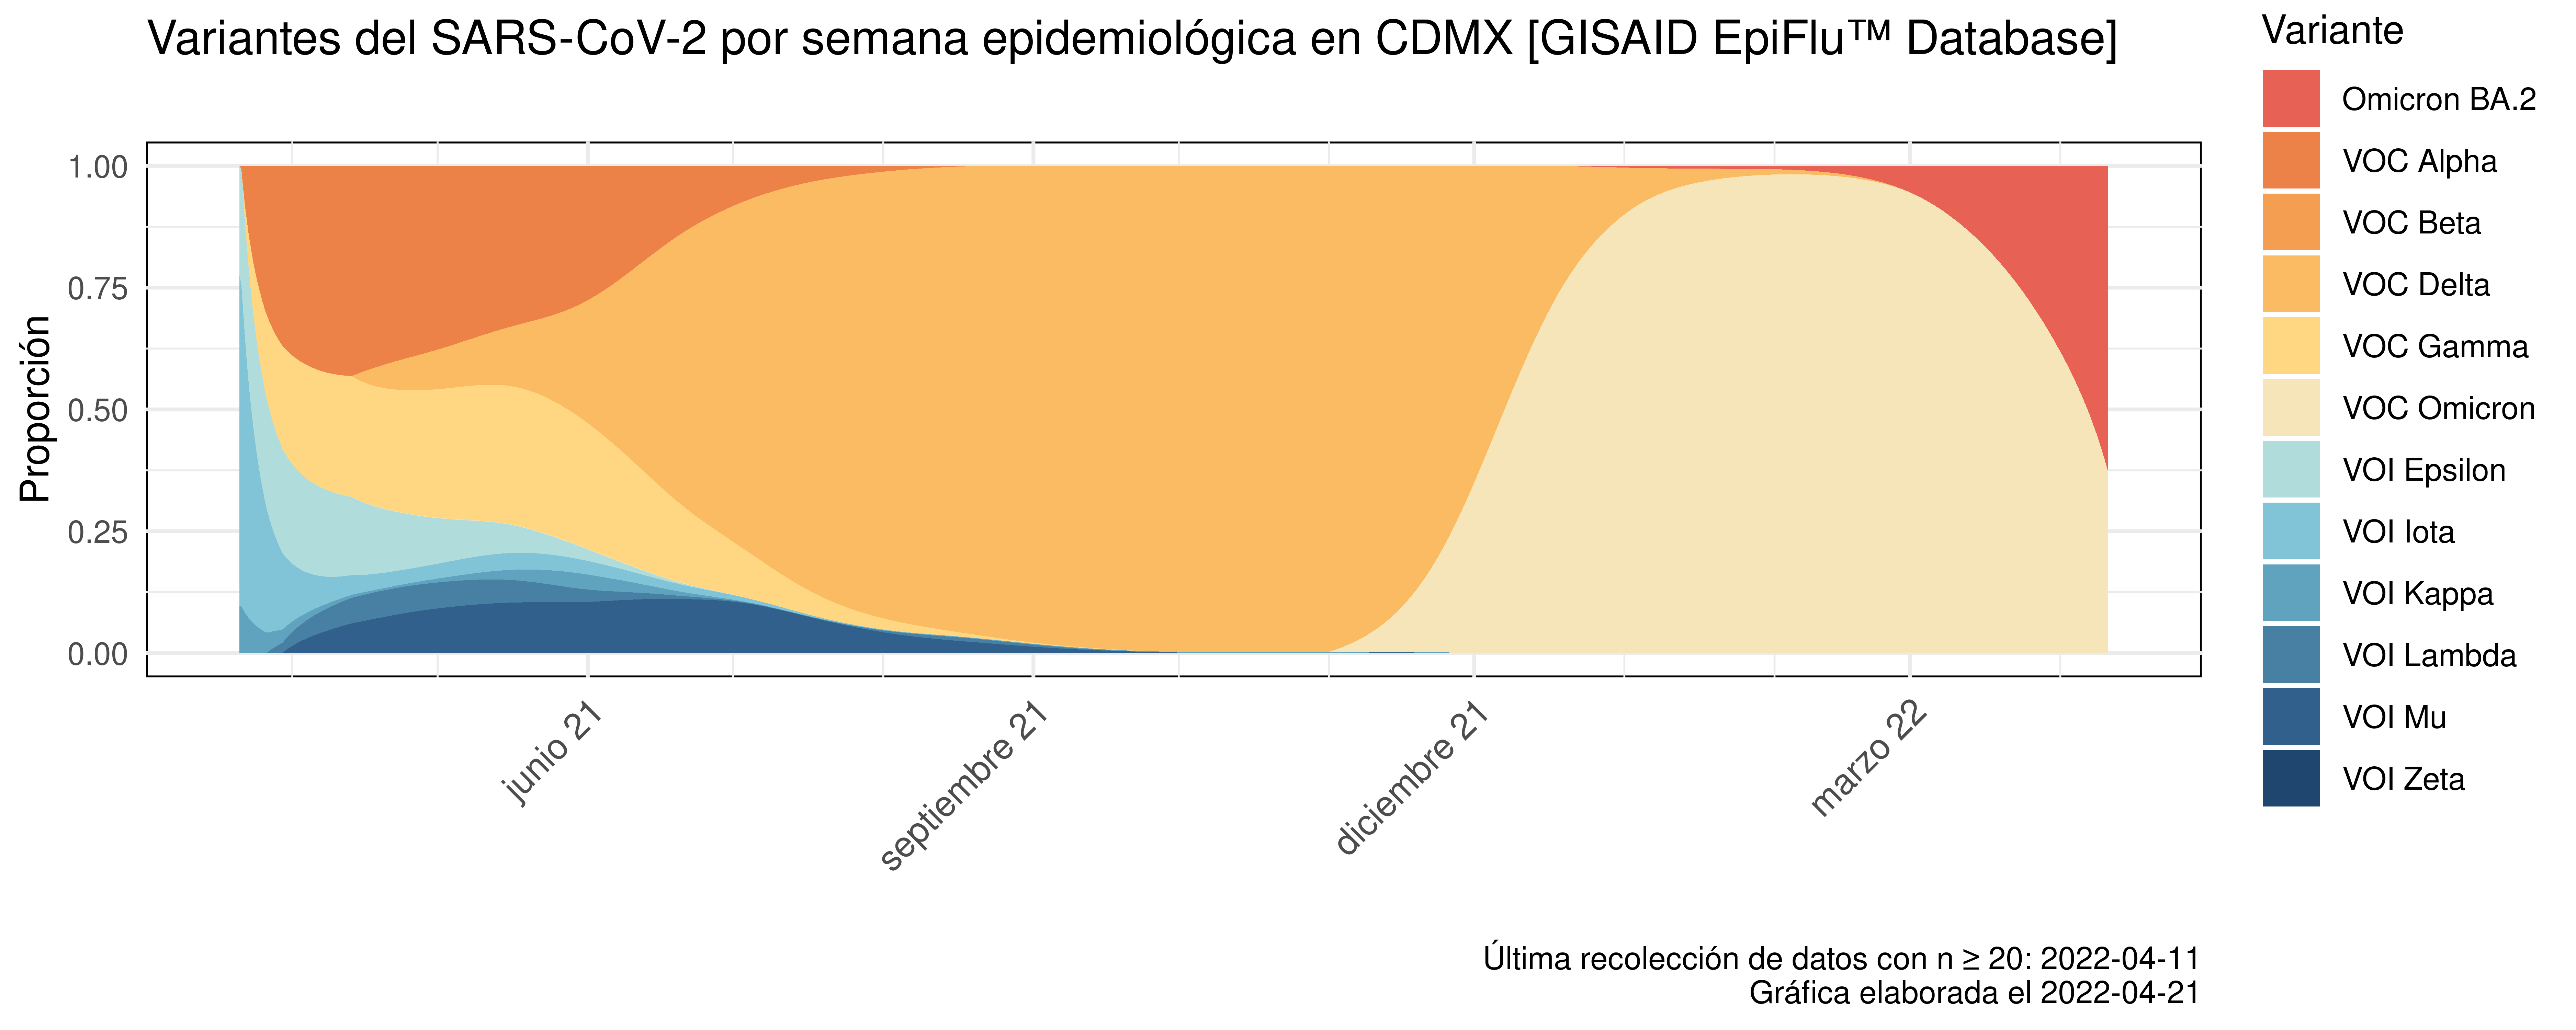 Variantes del SARS-CoV-2 por semana epidemiológica en CDMX [GISAID EpiFlu™ Database]
Variante
Omicron BA.2
VOC Alpha
VOC Beta
VOC Delta
VOC Gamma
VOC Omicron
VOI Epsilon
VOI Iota
VOI Kappa
VOI Lambda
VOI Mu
VOI Zeta
Proporción
1.00
0.75
0.50
0.25
0.00
junio 21
septiembre 21
diciembre 21
marzo 22
Última recolección de datos con n ≥ 20: 2022-04-11
Gráfica elaborada el 2022-04-21